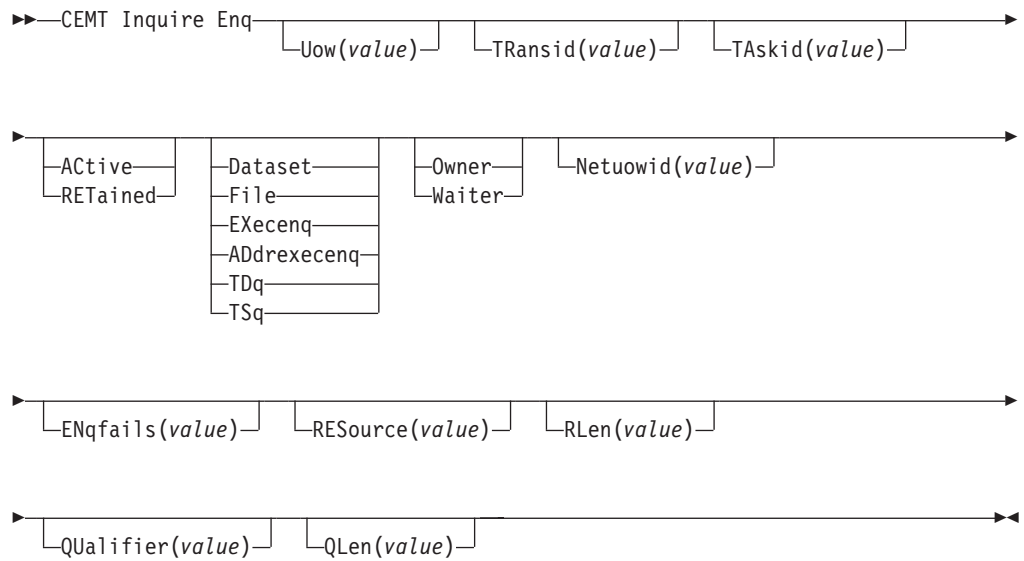 CEMT Inquire Enq
Uow(value) TRansid(value) TAskid(value)
ACtive Dataset Owner Netuowid(value)
RETained File Waiter
EXecenq
ADdrexecenq
TDq
TSq
ENqfails(value) RESource(value) RLen(value)
QUalifier(value) QLen(value)